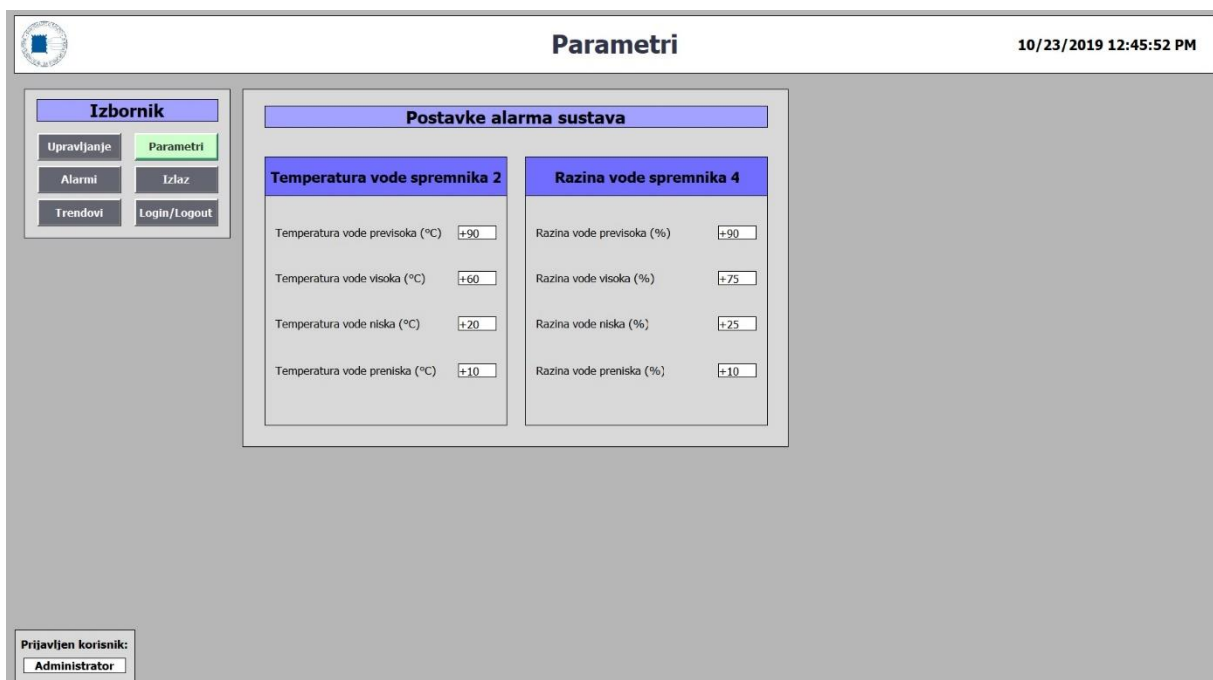 Parametri
10/23/2019 12:45:52 PM
Izbornik
Upravljanje
Parametri
Alarmi
Izlaz
Trendovi
Login/Logout
Postavke alarma sustava
Temperatura vode spremnika 2
Temperatura vode previsoka (°C) +90
Temperatura vode visoka (°C) +60
Temperatura vode niska (°C) +20
Temperatura vode preniska (°C) +10
Razina vode spremnika 4
Razina vode previsoka (%) +90
Razina vode visoka (%) +75
Razina vode niska (%) +25
Razina vode preniska (%) +10
Prijavljen korisnik:
Administrator